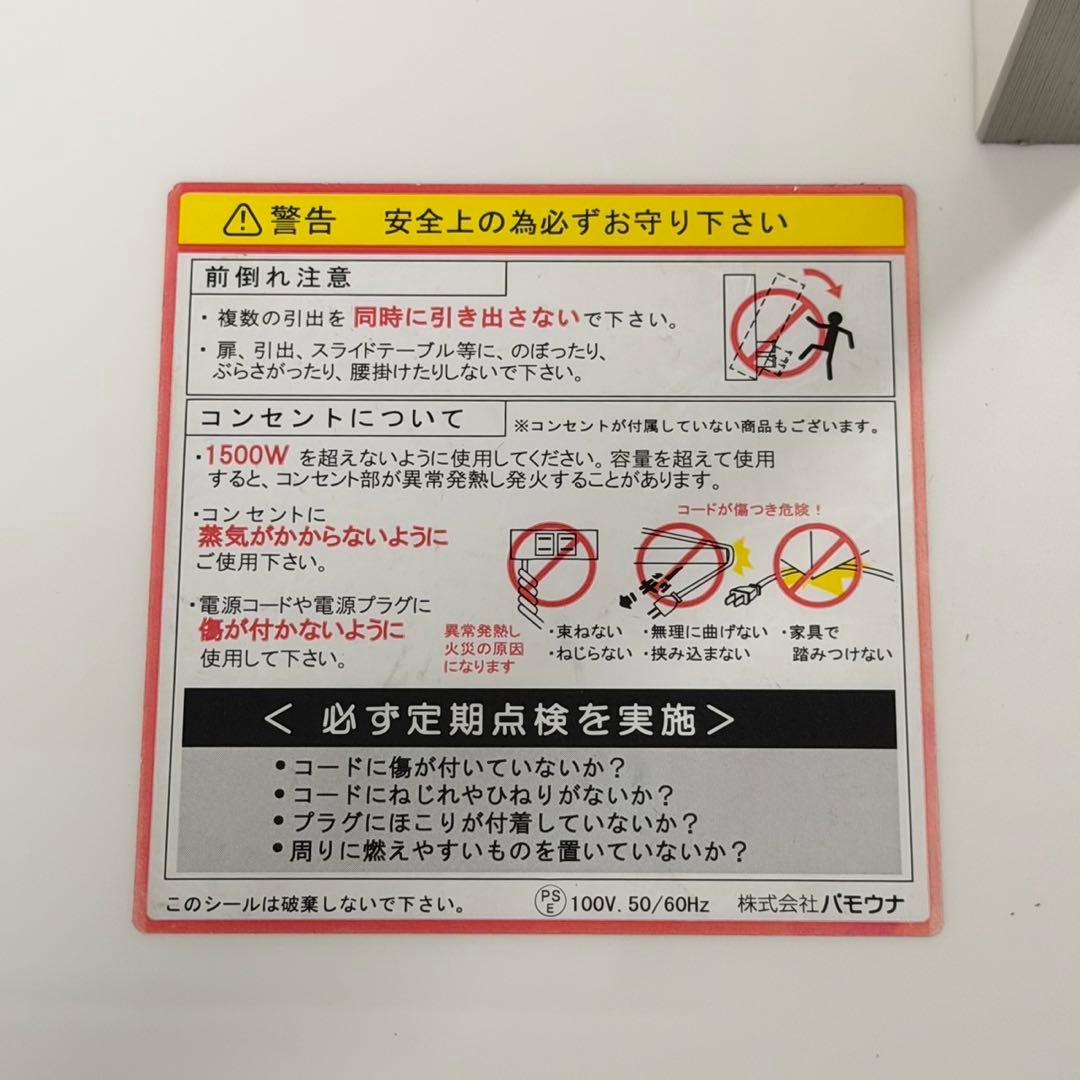 警告 安全上の為必ずお守り下さい
前倒れ注意
・複数の引出を 同時に引き出さないで下さい。
・扉、引出、スライドテーブル等に、のぼったり、
ぶらさがったり、腰掛けたりしないで下さい。
コンセントについて ※コンセントが付属していない商品もございます。
・1500W を超えないように使用してください。容量を超えて使用
すると、コンセント部が異常発熱し発火することがあります。
コードが傷つき危険！
・コンセントに
蒸気がかからないように
ご使用下さい。
ギュー
・電源コードや電源プラグに
傷が付かないように
使用して下さい。
異常発熱し
火災の原因
になります
・束ねない
・ねじらない
・無理に曲げない
・挟み込まない
・家具で
踏みつけない
＜ 必ず定期点検を実施＞
●コードに傷が付いていないか？
●コードにねじれやひねりがないか？
●プラグにほこりが付着していないか？
●周りに燃えやすいものを置いていないか？
このシールは破棄しないで下さい。 PSE 100V. 50/60Hz 株式会社パモウナ